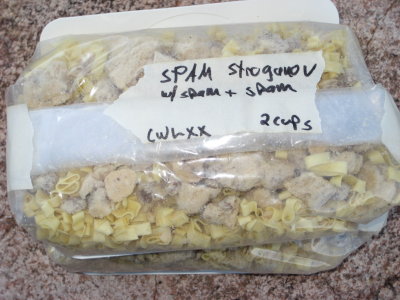 SPAM Stroganov
w/ spam + spam
CWLXX 2 cups